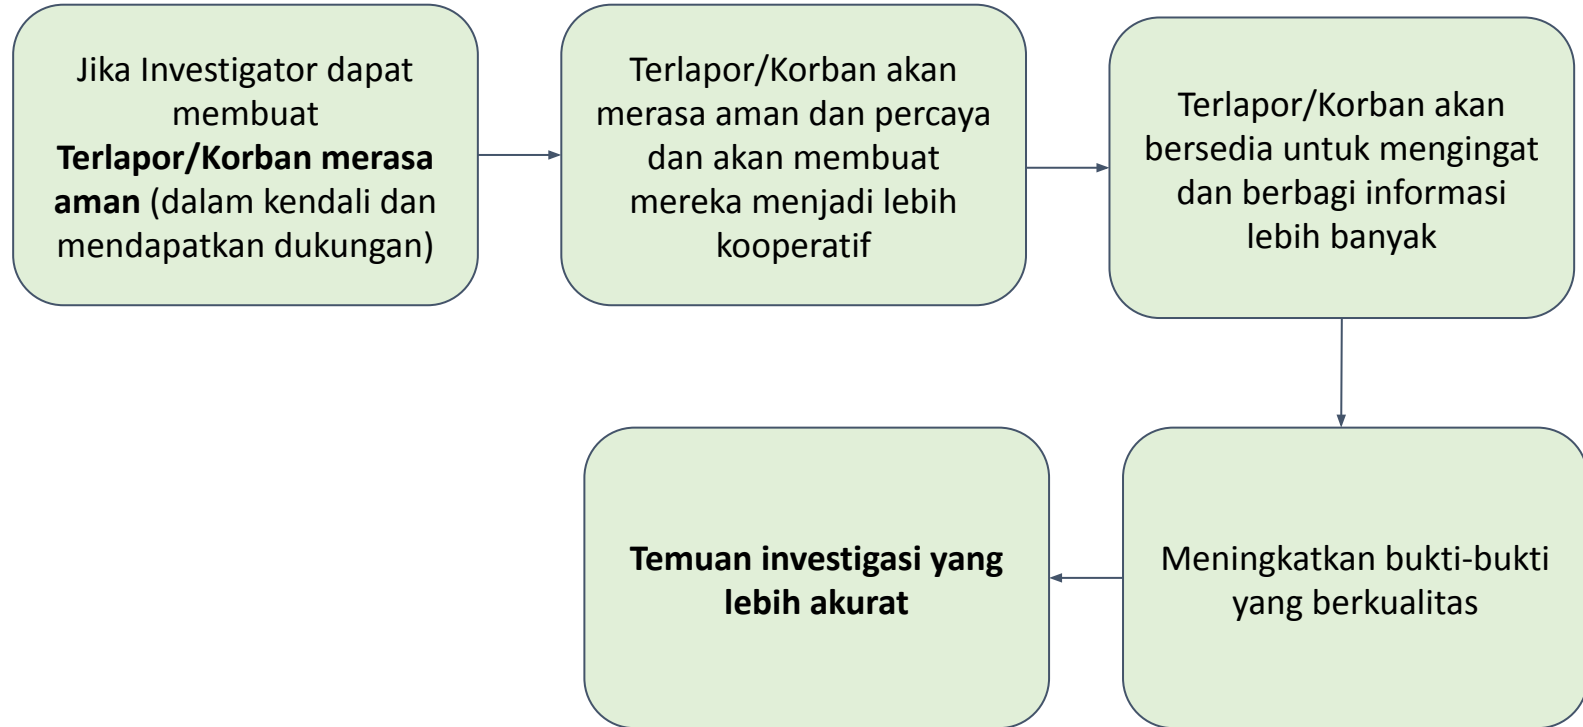 Jika Investigator dapat
membuat
Terlapor/Korban merasa
aman (dalam kendali dan
mendapatkan dukungan)
Terlapor/Korban akan
merasa aman dan percaya
dan akan membuat
mereka menjadi lebih
kooperatif
Terlapor/Korban akan
bersedia untuk mengingat
dan berbagi informasi
lebih banyak
Meningkatkan bukti-bukti
yang berkualitas
Temuan investigasi yang
lebih akurat